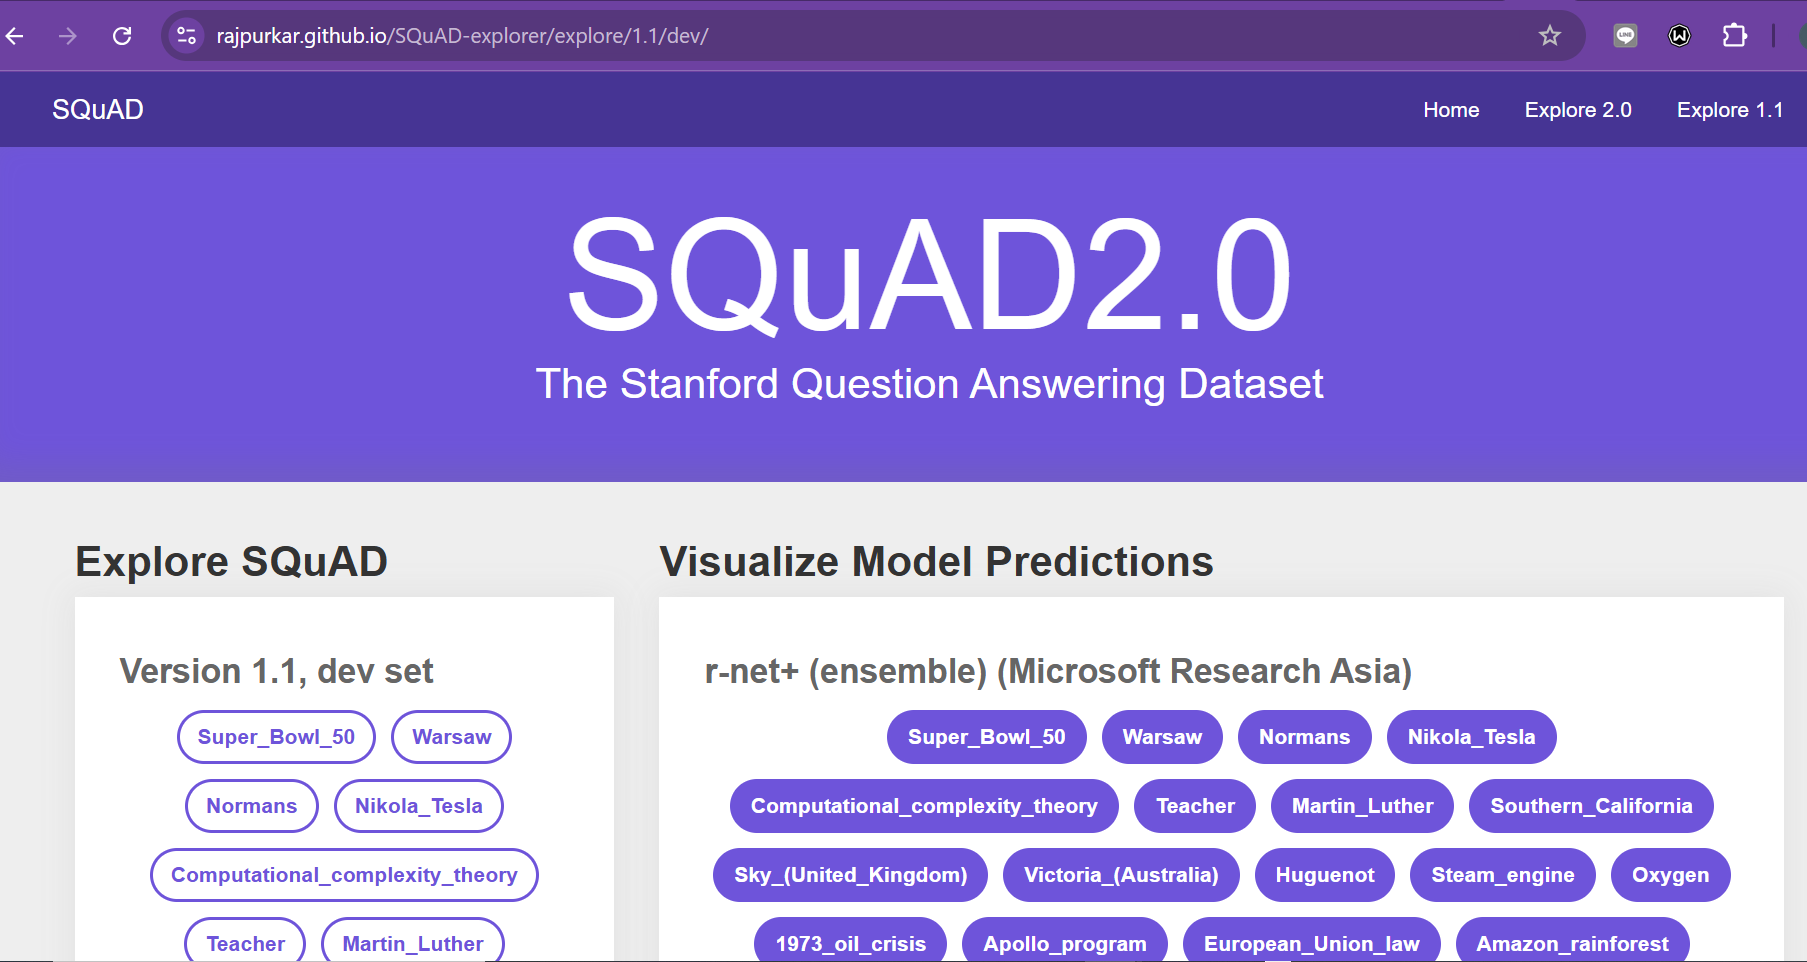 rajpurkar.github.io/SQuAD-explorer/explore/1.1/dev/
LINE
W
SQuAD Home Explore 2.0 Explore 1.1
SQuAD2.0
The Stanford Question Answering Dataset
Explore SQuAD
Version 1.1, dev set
Super_Bowl_50 Warsaw
Normans Nikola_Tesla
Computational_complexity_theory
Teacher Martin_Luther
Visualize Model Predictions
r-net+ (ensemble) (Microsoft Research Asia)
Super_Bowl_50 Warsaw Normans Nikola_Tesla
Computational_complexity_theory Teacher Martin_Luther Southern_California
Sky_(United_Kingdom) Victoria_(Australia) Huguenot Steam_engine Oxygen
1973_oil_crisis Apollo_program European_Union_law Amazon_rainforest